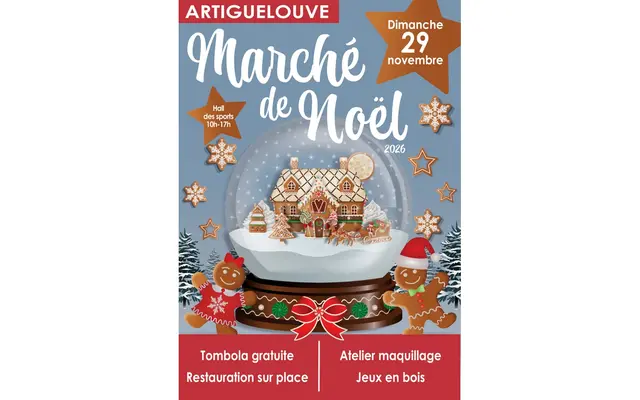 ARTIGUELOUVE
Dimanche
29
novembre
Marché
de Noël
2026
Hall
des sports
10h-17h
Tombola gratuite
Restauration sur place
Atelier maquillage
Jeux en bois